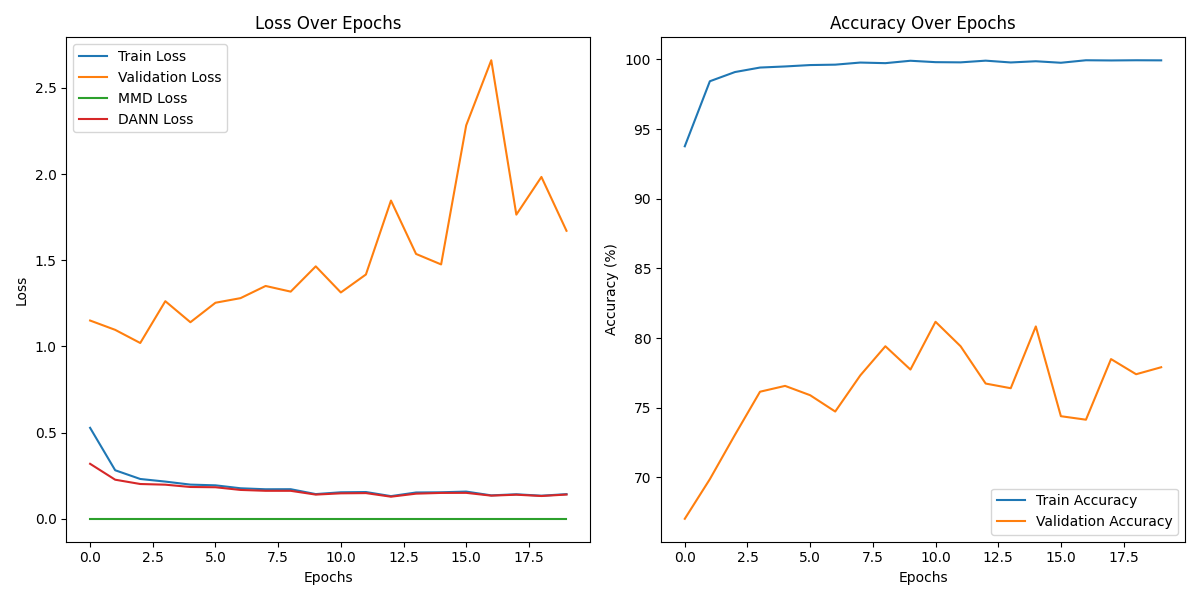 Loss Over Epochs
Train Loss
Validation Loss
MMD Loss
DANN Loss
Loss
2.5
2.0
1.5
1.0
0.5
0.0
0.0 2.5 5.0 7.5 10.0 12.5 15.0 17.5
Epochs
Accuracy Over Epochs
Accuracy (%)
100
95
90
85
80
75
70
Train Accuracy
Validation Accuracy
0.0 2.5 5.0 7.5 10.0 12.5 15.0 17.5
Epochs